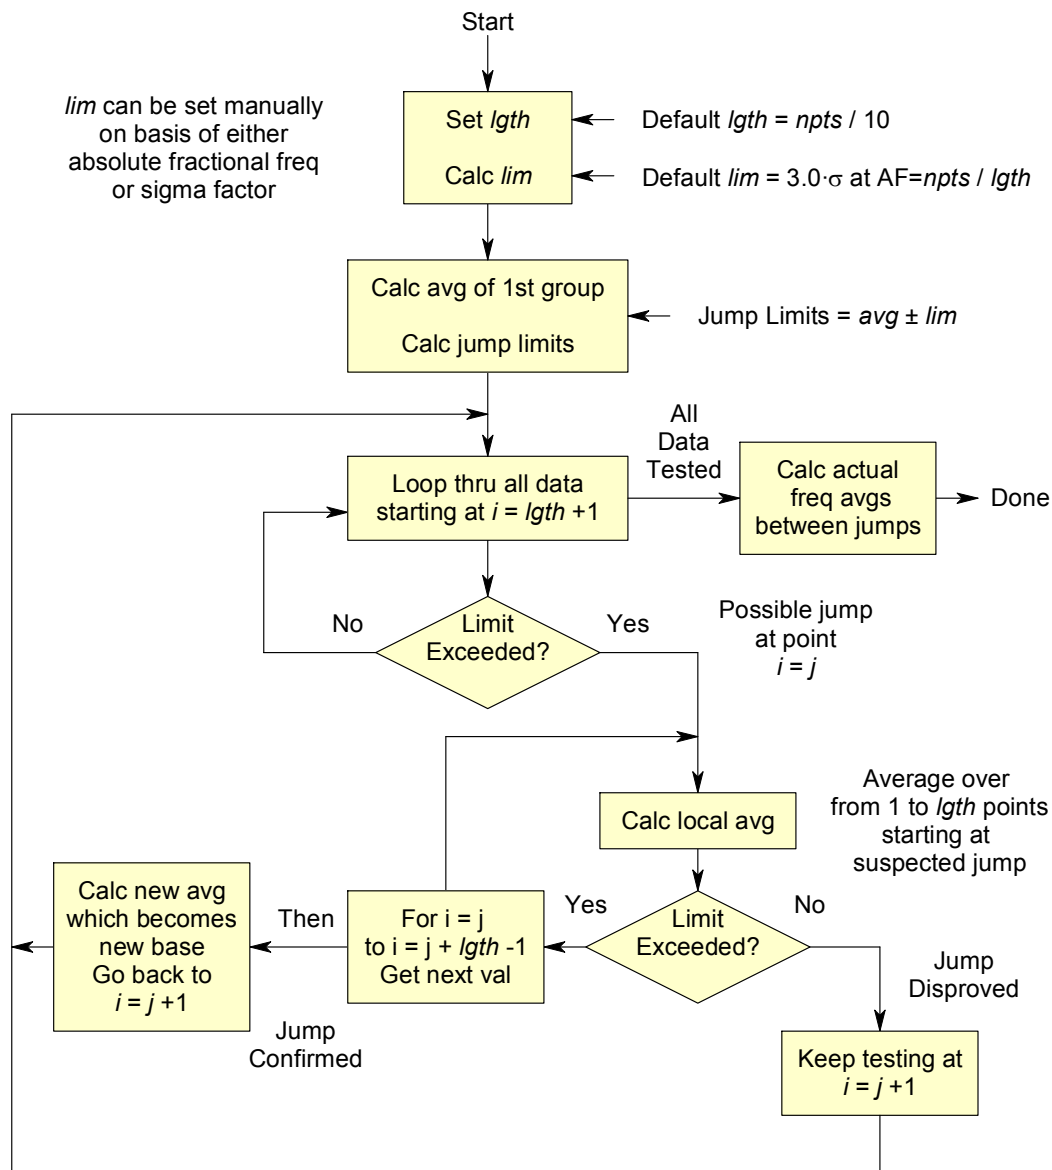 Start
lim can be set manually
on basis of either
absolute fractional freq
or sigma factor
Set lgth
Calc lim
Default lgth = npts / 10
Default lim = 3.0·σ at AF=npts / lgth
Calc avg of 1st group
Calc jump limits
Jump Limits = avg ± lim
All
Data
Tested
Loop thru all data
starting at i = lgth +1
Calc actual
freq avgs
between jumps
Done
No
Limit
Exceeded?
Yes
Possible jump
at point
i = j
Calc local avg
Average over
from 1 to lgth points
starting at
suspected jump
Calc new avg
which becomes
new base
Go back to
i = j +1
Then
For i = j
to i = j + lgth -1
Get next val
Yes
Limit
Exceeded?
No
Jump
Confirmed
Jump
Disproved
Keep testing at
i = j +1